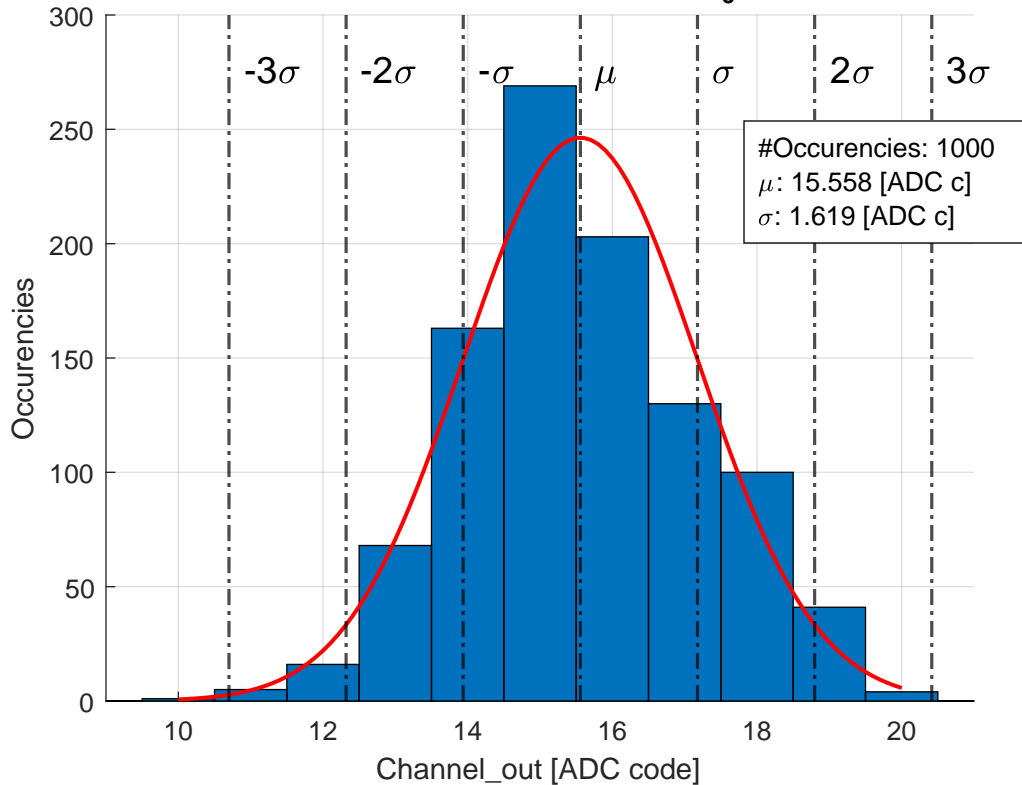 300
250
200
150
100
50
0
Occurencies
-3σ -2σ -σ μ σ 2σ 3σ
#Occurencies: 1000
μ: 15.558 [ADC c]
σ: 1.619 [ADC c]
10 12 14 16 18 20
Channel_out [ADC code]